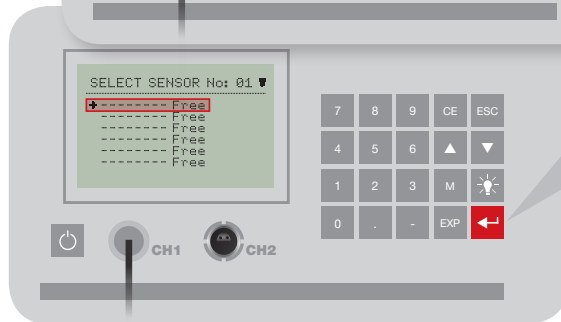 SELECT SENSOR No: 01
-------- Free
-------- Free
-------- Free
-------- Free
-------- Free
-------- Free
7 8 9 CE ESC
4 5 6
1 2 3 M
0 . - EXP
CH1 CH2